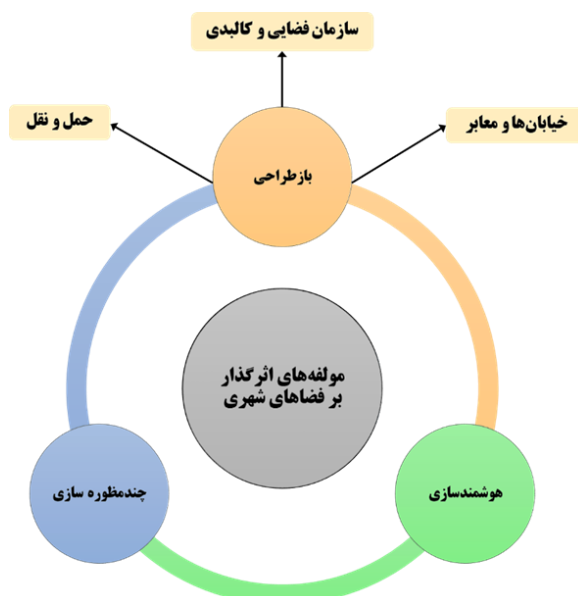 سازمان فضایی و کالبدی
خیابان‌ها و معابر
حمل و نقل
بازطراحی
مولفه‌های اثرگذار
بر فضاهای شهری
هوشمندسازی
چندمظوره سازی